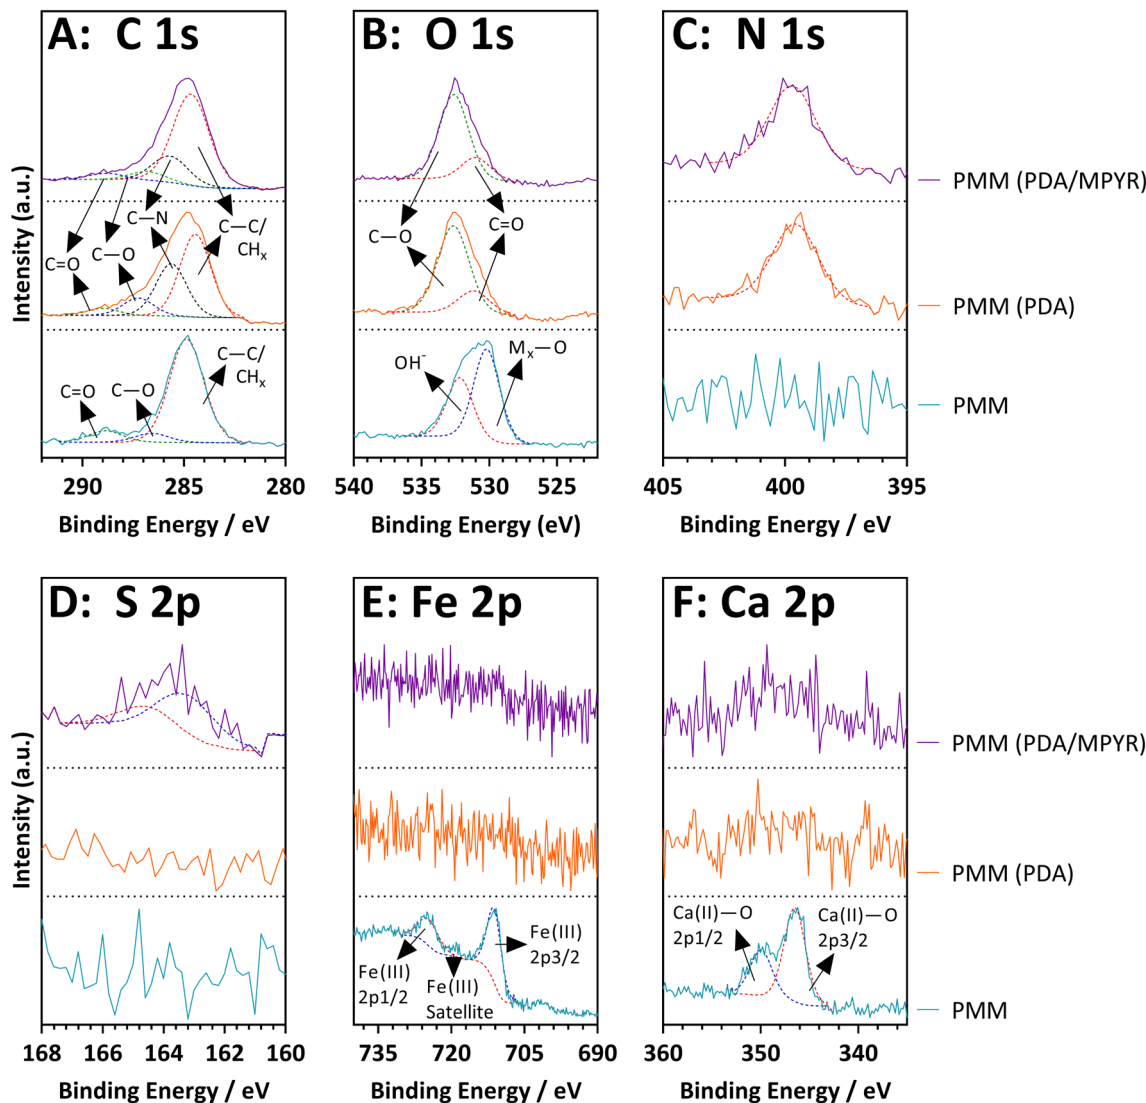 A: C 1s
B: O 1s
C: N 1s
Intensity (a.u.)
C—N
C—C/
CHx
C=O
C—O
C—O
C=O
C=O
C—O
C—C/
CHx
OH-
Mx—O
PMM (PDA/MPYR)
PMM (PDA)
PMM
290
285
280
540
535
530
525
405
400
395
Binding Energy / eV
Binding Energy (eV)
Binding Energy / eV
D: S 2p
E: Fe 2p
F: Ca 2p
Intensity (a.u.)
Fe(III)
2p1/2
Fe(III)
Satellite
Fe(III)
2p3/2
Ca(II)—O
2p1/2
Ca(II)—O
2p3/2
PMM (PDA/MPYR)
PMM (PDA)
PMM
168
166
164
162
160
735
720
705
690
360
350
340
Binding Energy / eV
Binding Energy / eV
Binding Energy / eV